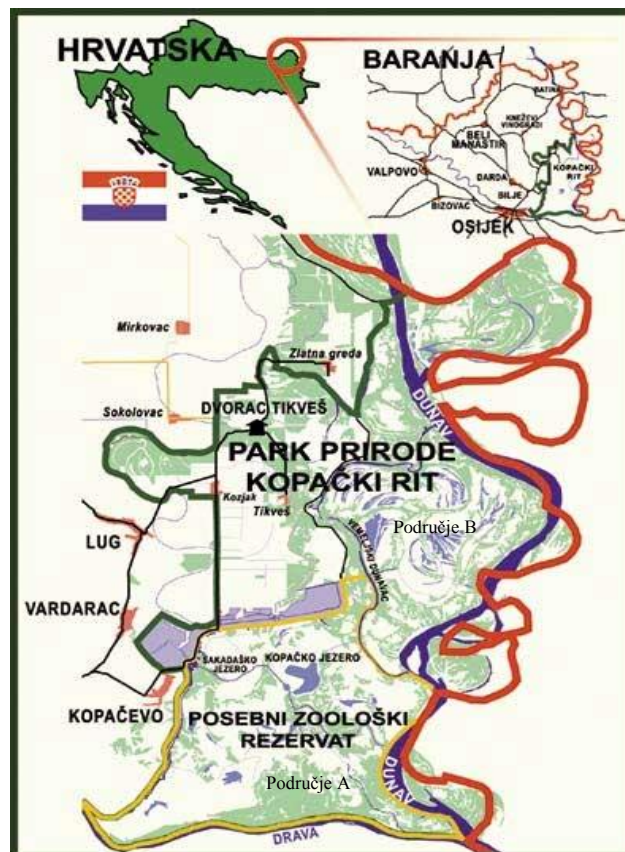 HRVATSKA
BARANJA
BATINA
KNEŽEVI
VINOGRADI
BELI
MANASTIR
KOPAČKI
RIT
VALPOVO
DARDA
BILJE
BIZOVAC
OSIJEK
Mirkovac
Zlatna greda
Sokolovac
DVORAC TIKVEŠ
DUNAV
PARK PRIRODE
KOPAČKI RIT
Kozjak
Tikveš
LUG
VEMELJSKI DUNAVAC
Područje B
VARDARAC
SAKADAŠKO
JEZERO
KOPAČKO JEZERO
KOPAČEVO
POSEBNI ZOOLOŠKI
REZERVAT
Područje A
DUNAV
DRAVA